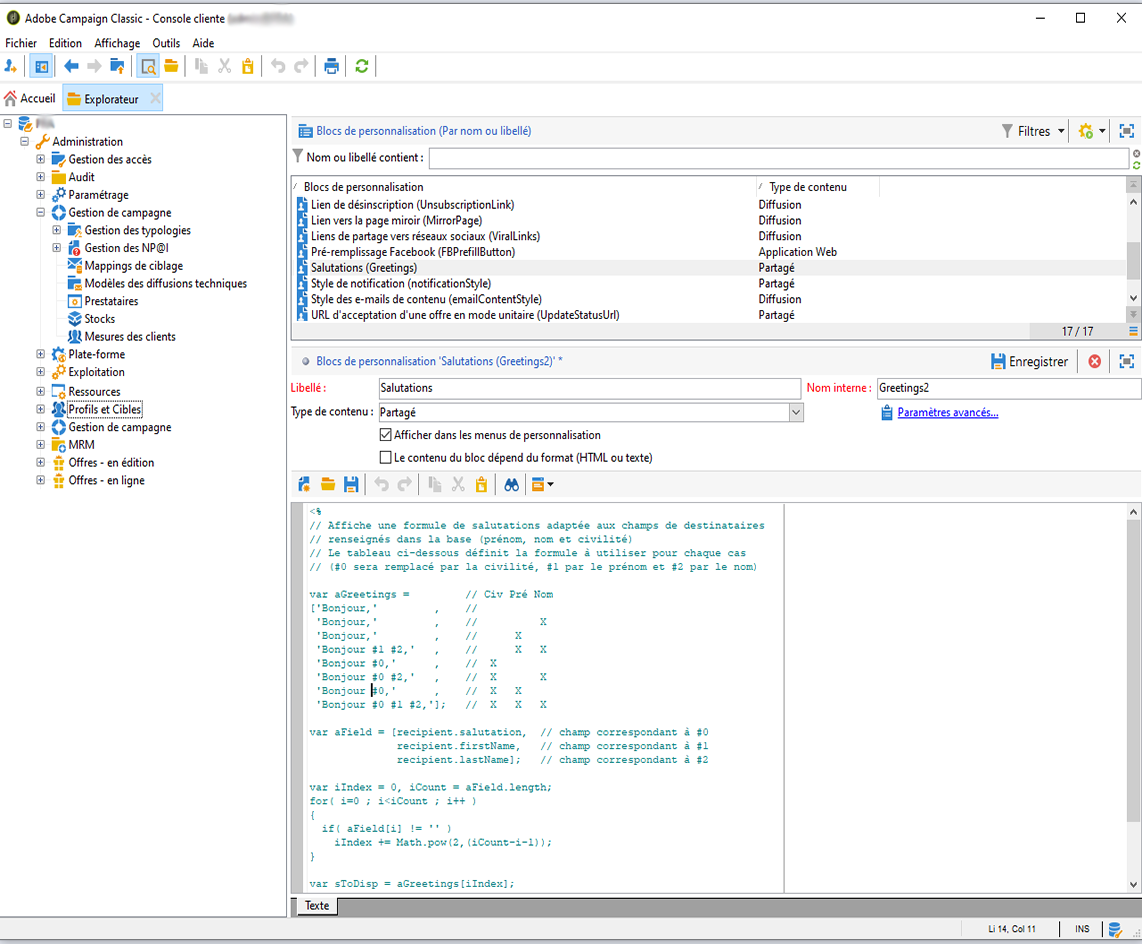 Adobe Campaign Classic - Console cliente
Fichier Edition Affichage Outils Aide
Accueil Explorateur
Administration
Gestion des accès
Audit
Paramétrage
Gestion de campagne
Gestion des typologies
Gestion des NP@I
Mappings de ciblage
Modèles des diffusions techniques
Prestataires
Stocks
Mesures des clients
Plate-forme
Exploitation
Ressources
Profils et Cibles
Gestion de campagne
MRM
Offres - en édition
Offres - en ligne
Blocs de personnalisation (Par nom ou libellé) Filtres
Nom ou libellé contient :
Blocs de personnalisation Type de contenu
Lien de désinscription (UnsubscriptionLink) Diffusion
Lien vers la page miroir (MirrorPage) Diffusion
Liens de partage vers réseaux sociaux (ViralLinks) Diffusion
Pré-remplissage Facebook (FBPrefillButton) Application Web
Salutations (Greetings) Partagé
Style de notification (notificationStyle) Partagé
Style des e-mails de contenu (emailContentStyle) Diffusion
URL d'acceptation d'une offre en mode unitaire (UpdateStatusUrl) Partagé
17 / 17
Blocs de personnalisation 'Salutations (Greetings2)' * Enregistrer
Libellé : Salutations Nom interne : Greetings2
Type de contenu : Partagé Paramètres avancés...
Afficher dans les menus de personnalisation
Le contenu du bloc dépend du format (HTML ou texte)
<%
// Affiche une formule de salutations adaptée aux champs de destinataires
// renseignés dans la base (prénom, nom et civilité)
// Le tableau ci-dessous définit la formule à utiliser pour chaque cas
// (#0 sera remplacé par la civilité, #1 par le prénom et #2 par le nom)
var aGreetings = // Civ Pré Nom
['Bonjour,' , //
'Bonjour,' , // X
'Bonjour,' , // X
'Bonjour #1 #2,' , // X X
'Bonjour #0,' , // X
'Bonjour #0 #2,' , // X X
'Bonjour #0,' , // X X
'Bonjour #0 #1 #2,']; // X X X
var aField = [recipient.salutation, // champ correspondant à #0
recipient.firstName, // champ correspondant à #1
recipient.lastName]; // champ correspondant à #2
var iIndex = 0, iCount = aField.length;
for( i=0 ; i<iCount ; i++ )
{
if( aField[i] != '' )
iIndex += Math.pow(2,(iCount-i-1));
}
var sToDisp = aGreetings[iIndex];
Texte
Li 14, Col 11 INS